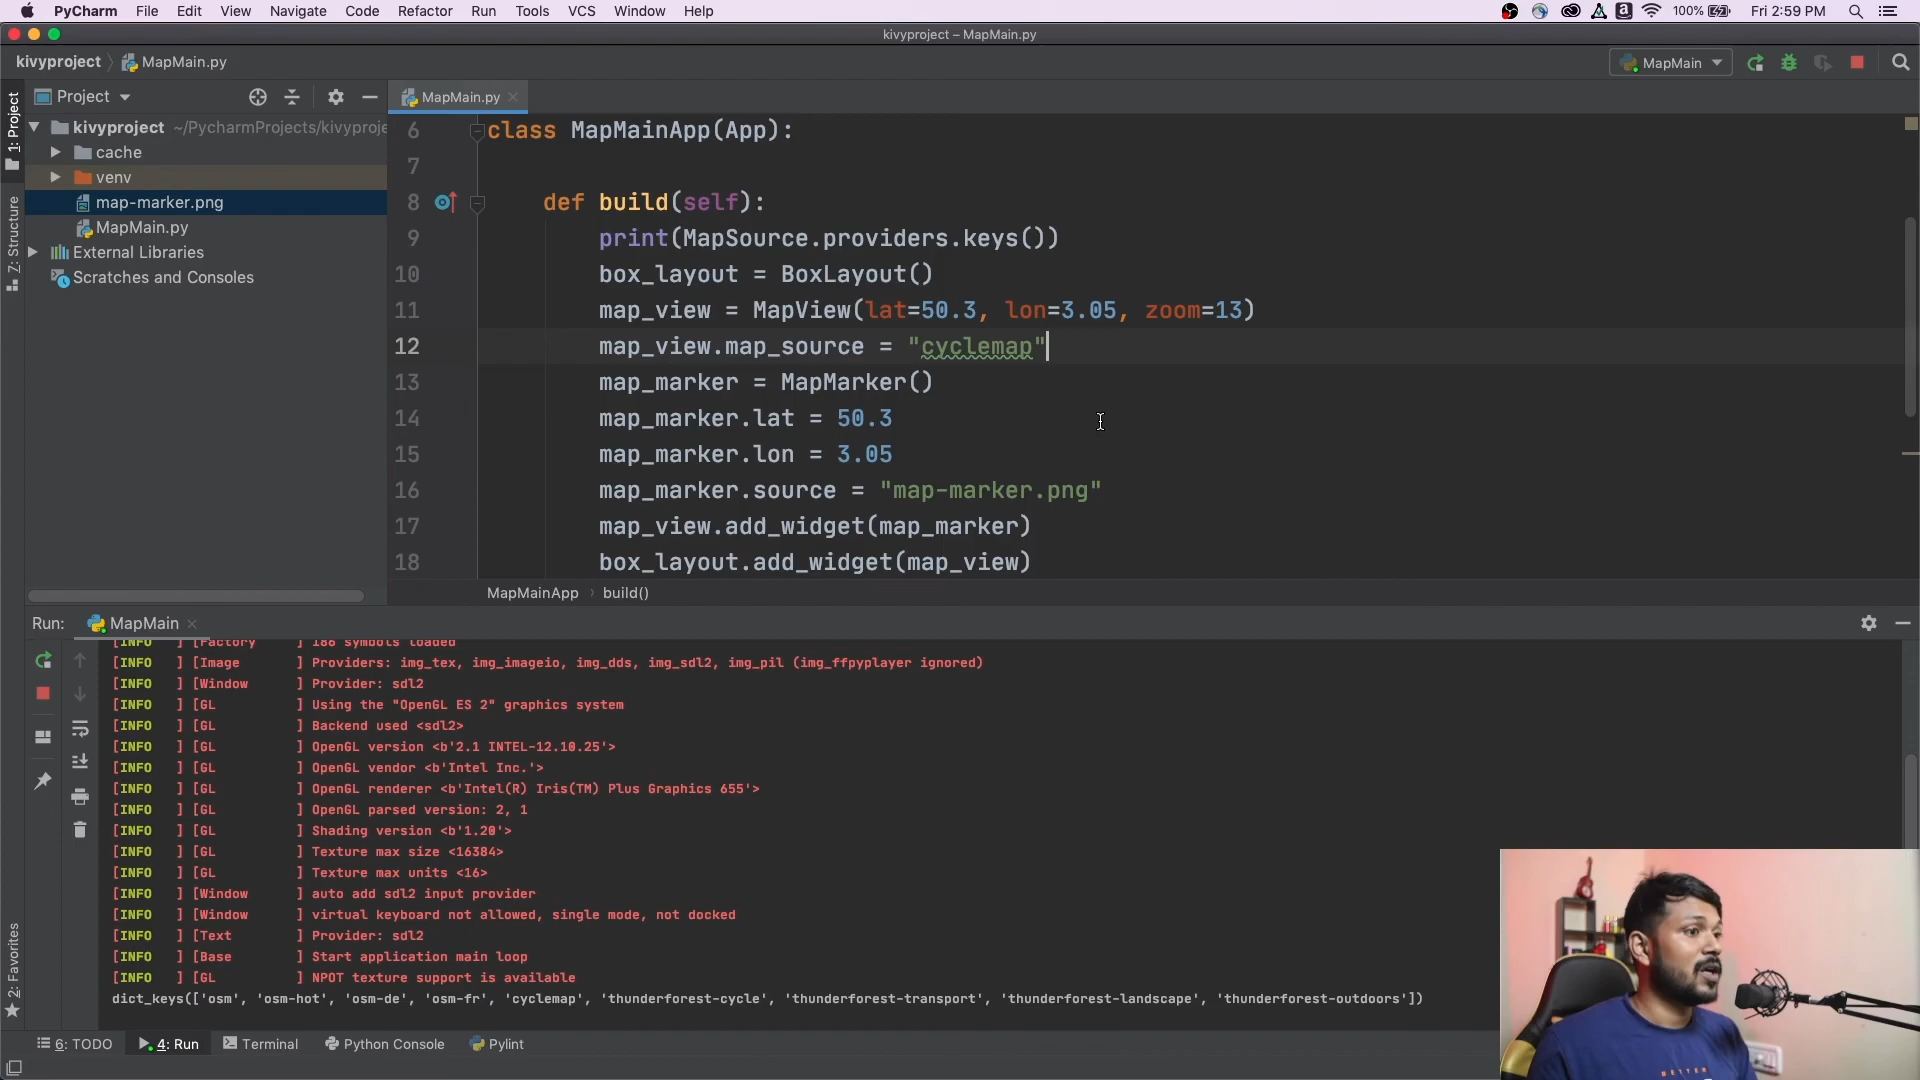 PyCharm File Edit View Navigate Code Refactor Run Tools VCS Window Help 100% Fri 2:59 PM
kivyproject – MapMain.py
kivyproject MapMain.py MapMain
Project MapMain.py
1: Project
Z: Structure
2: Favorites
kivyproject ~/PycharmProjects/kivyproje
cache
venv
map-marker.png
MapMain.py
External Libraries
Scratches and Consoles
6 class MapMainApp(App):
7
8 def build(self):
9 print(MapSource.providers.keys())
10 box_layout = BoxLayout()
11 map_view = MapView(lat=50.3, lon=3.05, zoom=13)
12 map_view.map_source = "cyclemap"
13 map_marker = MapMarker()
14 map_marker.lat = 50.3
15 map_marker.lon = 3.05
16 map_marker.source = "map-marker.png"
17 map_view.add_widget(map_marker)
18 box_layout.add_widget(map_view)
MapMainApp › build()
Run: MapMain
[INFO ] [Factory ] 186 symbols loaded
[INFO ] [Image ] Providers: img_tex, img_imageio, img_dds, img_sdl2, img_pil (img_ffpyplayer ignored)
[INFO ] [Window ] Provider: sdl2
[INFO ] [GL ] Using the "OpenGL ES 2" graphics system
[INFO ] [GL ] Backend used <sdl2>
[INFO ] [GL ] OpenGL version <b'2.1 INTEL-12.10.25'>
[INFO ] [GL ] OpenGL vendor <b'Intel Inc.'>
[INFO ] [GL ] OpenGL renderer <b'Intel(R) Iris(TM) Plus Graphics 655'>
[INFO ] [GL ] OpenGL parsed version: 2, 1
[INFO ] [GL ] Shading version <b'1.20'>
[INFO ] [GL ] Texture max size <16384>
[INFO ] [GL ] Texture max units <16>
[INFO ] [Window ] auto add sdl2 input provider
[INFO ] [Window ] virtual keyboard not allowed, single mode, not docked
[INFO ] [Text ] Provider: sdl2
[INFO ] [Base ] Start application main loop
[INFO ] [GL ] NPOT texture support is available
dict_keys(['osm', 'osm-hot', 'osm-de', 'osm-fr', 'cyclemap', 'thunderforest-cycle', 'thunderforest-transport', 'thunderforest-landscape', 'thunderforest-outdoors'])
6: TODO 4: Run Terminal Python Console Pylint